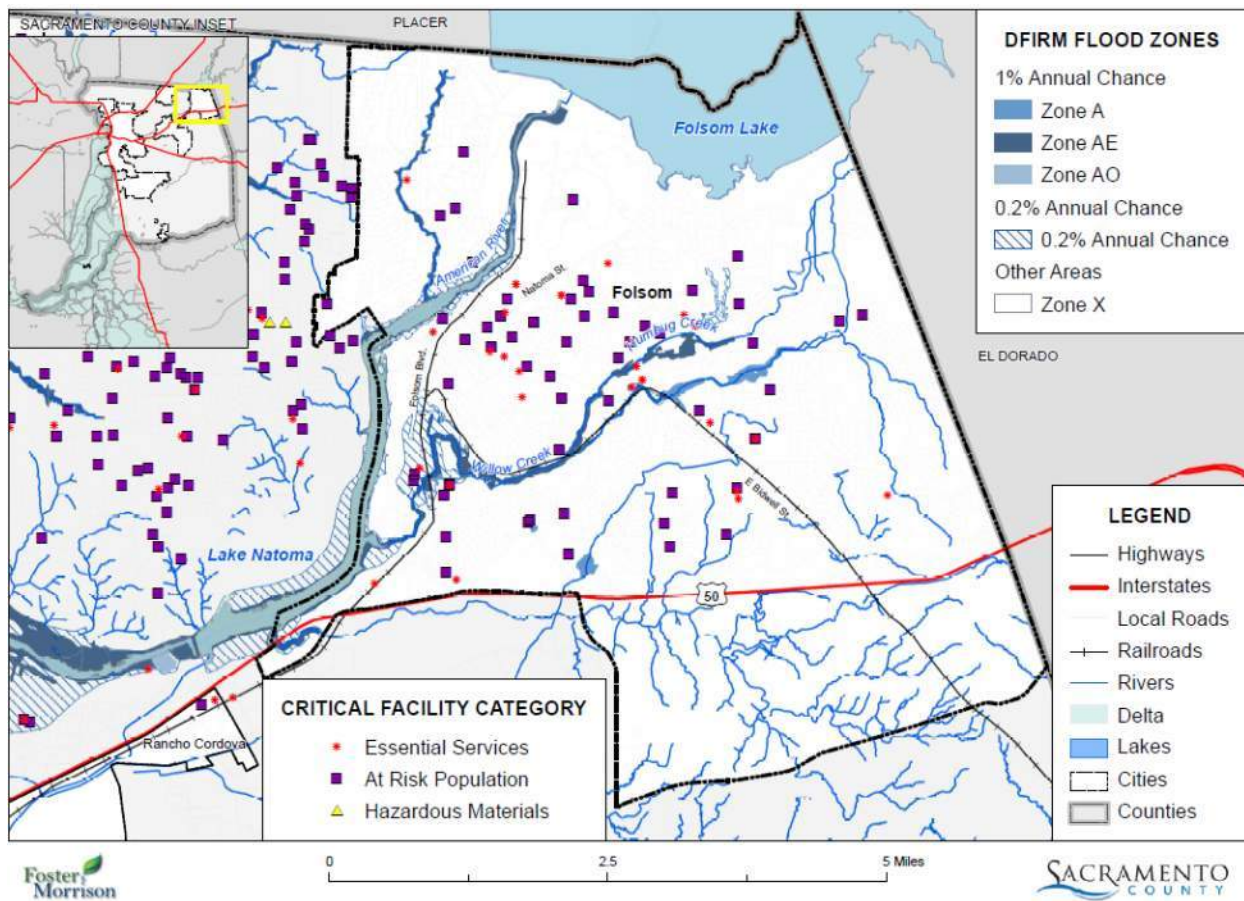 SACRAMENTO COUNTY INSET
PLACER
Folsom Lake
American River
Natoma St.
Folsom
Humbug Creek
Folsom Blvd.
Willow Creek
E Bidwell St.
Lake Natoma
50
Rancho Cordova
EL DORADO
DFIRM FLOOD ZONES
1% Annual Chance
Zone A
Zone AE
Zone AO
0.2% Annual Chance
0.2% Annual Chance
Other Areas
Zone X
LEGEND
Highways
Interstates
Local Roads
Railroads
Rivers
Delta
Lakes
Cities
Counties
CRITICAL FACILITY CATEGORY
Essential Services
At Risk Population
Hazardous Materials
Foster
Morrison
0 2.5 5 Miles
SACRAMENTO
COUNTY